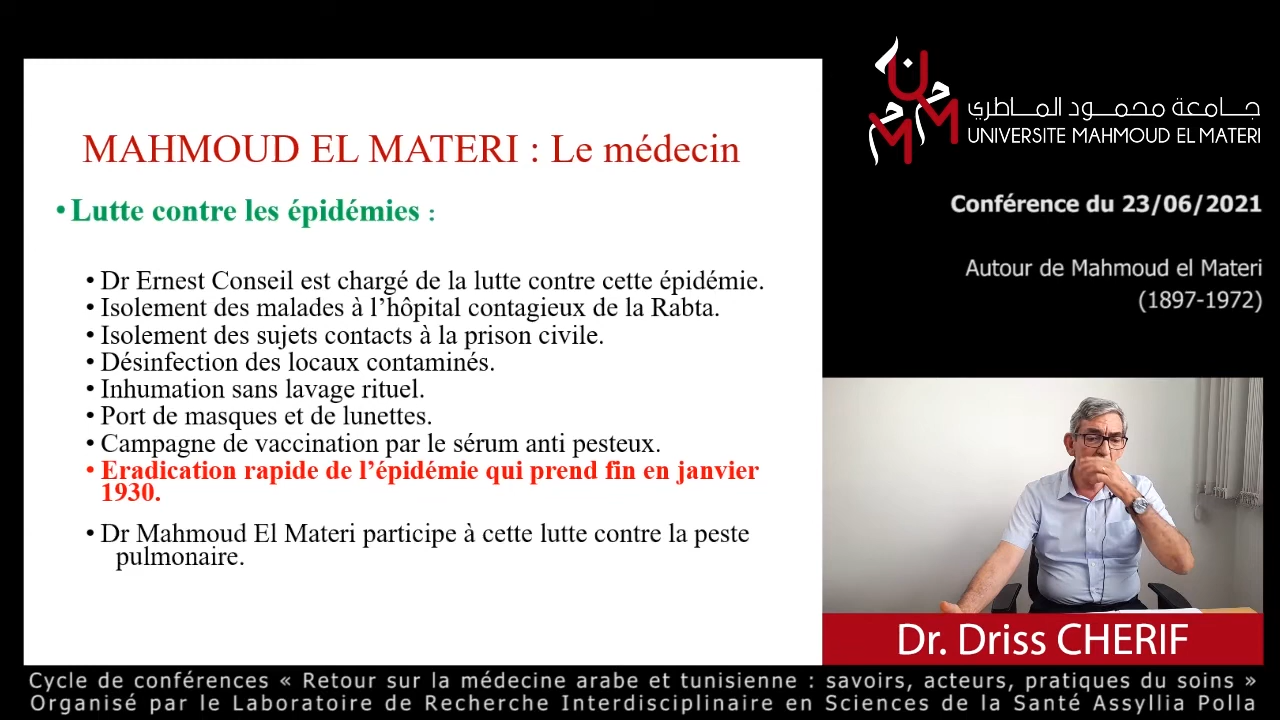 MAHMOUD EL MATERI : Le médecin
• Lutte contre les épidémies :
• Dr Ernest Conseil est chargé de la lutte contre cette épidémie.
• Isolement des malades à l’hôpital contagieux de la Rabta.
• Isolement des sujets contacts à la prison civile.
• Désinfection des locaux contaminés.
• Inhumation sans lavage rituel.
• Port de masques et de lunettes.
• Campagne de vaccination par le sérum anti pesteux.
• Eradication rapide de l’épidémie qui prend fin en janvier
1930.
• Dr Mahmoud El Materi participe à cette lutte contre la peste
pulmonaire.
جامعة محمود الماطري
UNIVERSITE MAHMOUD EL MATERI
Conférence du 23/06/2021
Autour de Mahmoud el Materi
(1897-1972)
Dr. Driss CHERIF
Cycle de conférences « Retour sur la médecine arabe et tunisienne : savoirs, acteurs, pratiques du soins »
Organisé par le Laboratoire de Recherche Interdisciplinaire en Sciences de la Santé Assyllia Polla